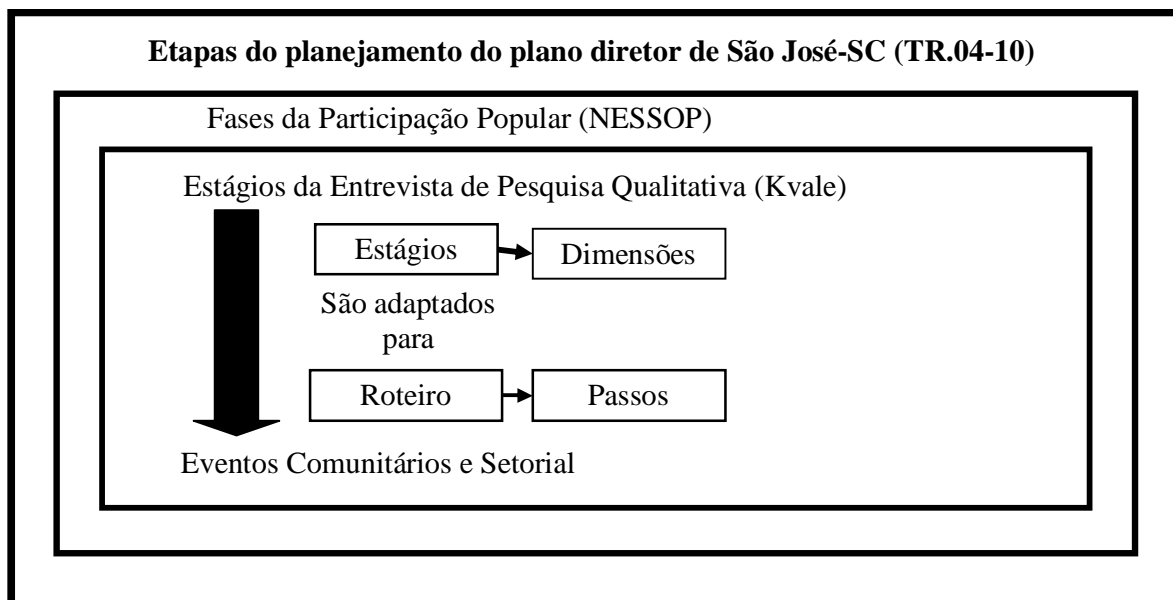 Etapas do planejamento do plano diretor de São José-SC (TR.04-10)
Fases da Participação Popular (NESSOP)
Estágios da Entrevista de Pesquisa Qualitativa (Kvale)
Estágios
Dimensões
São adaptados
para
Roteiro
Passos
Eventos Comunitários e Setorial